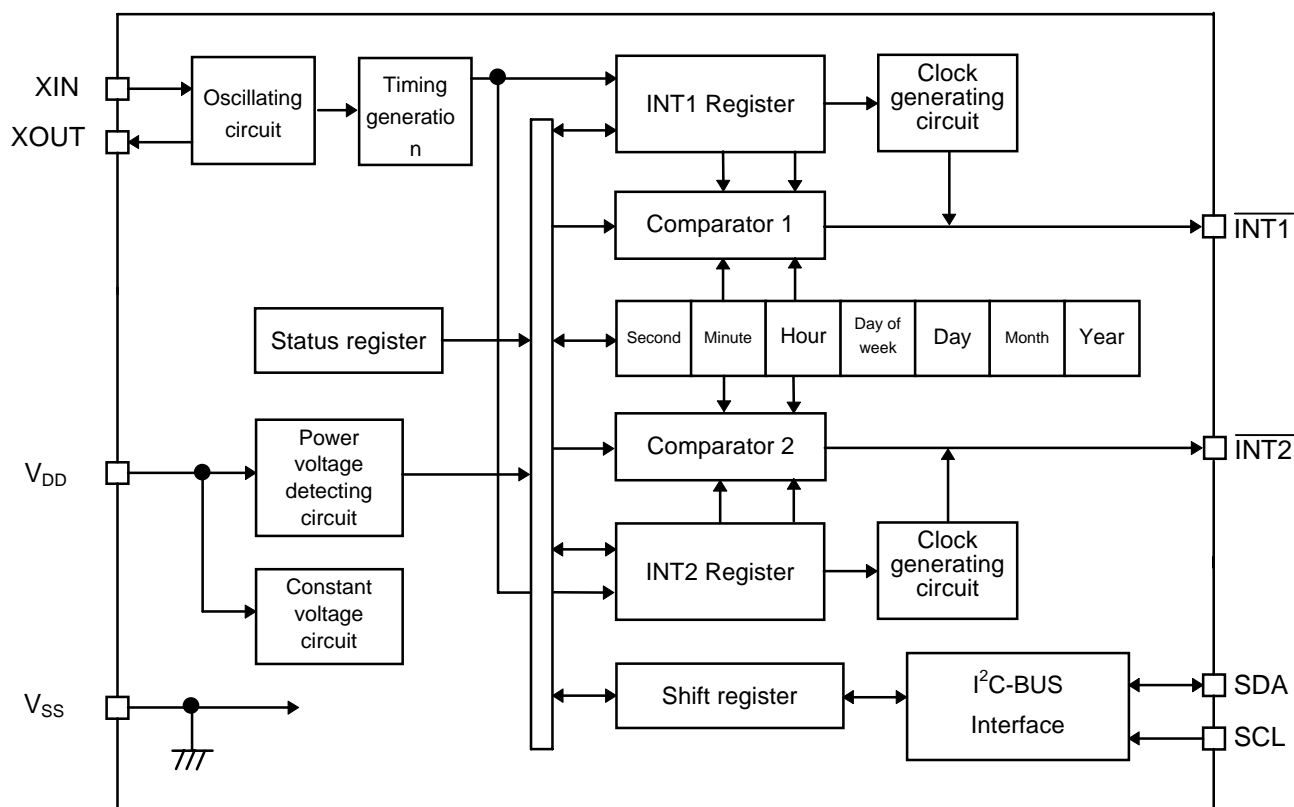 XIN
XOUT
Oscillating
circuit
Timing
generatio
n
INT1 Register
Clock
generating
circuit
Comparator 1
INT1
Status register
Second
Minute
Hour
Day of
week
Day
Month
Year
VDD
Power
voltage
detecting
circuit
Comparator 2
INT2
Constant
voltage
circuit
INT2 Register
Clock
generating
circuit
VSS
Shift register
I²C-BUS
Interface
SDA
SCL